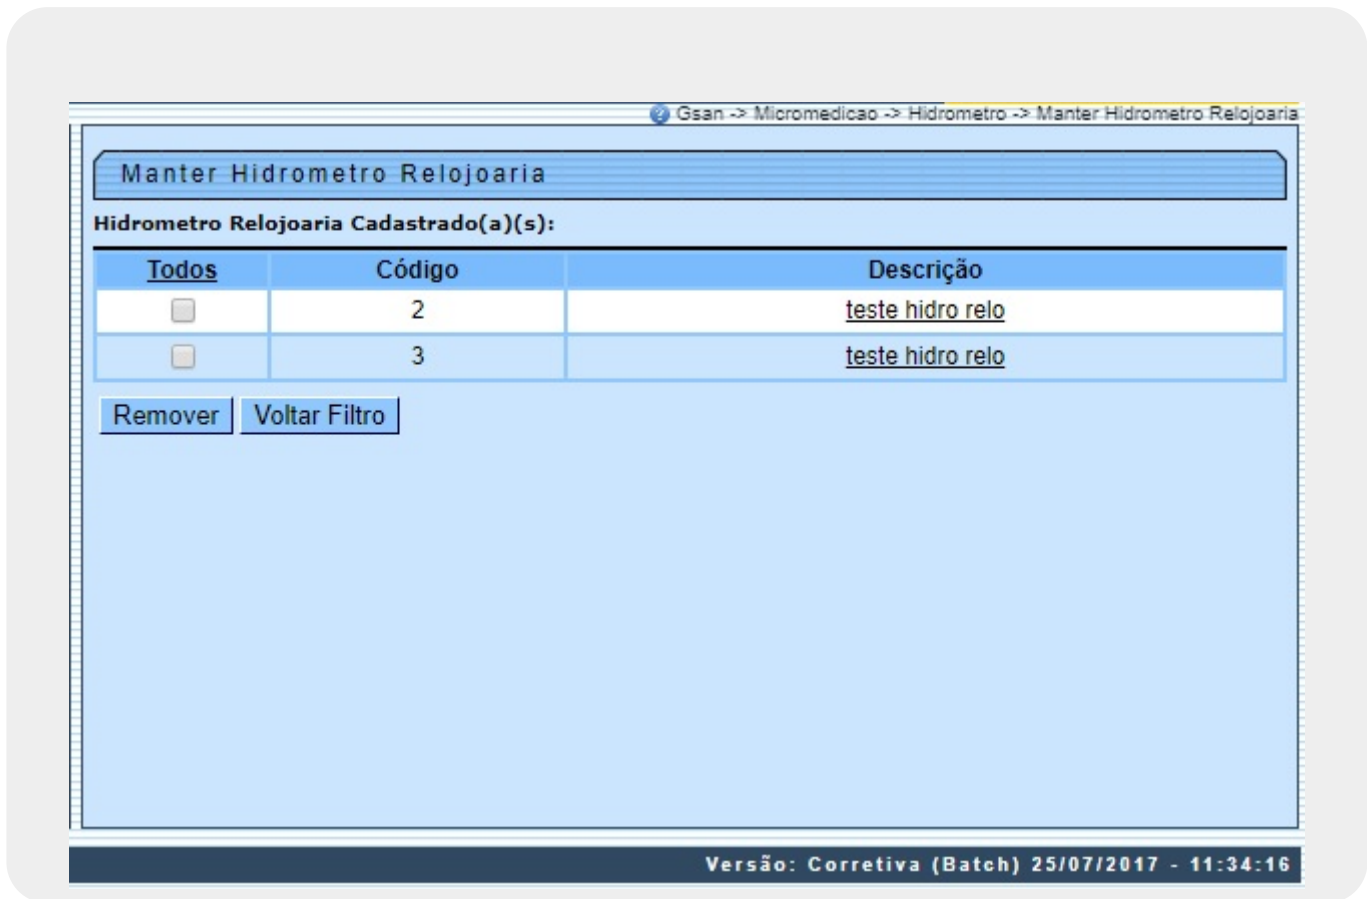 Gsan -> Micromedicao -> Hidrometro -> Manter Hidrometro Relojoaria
Manter Hidrometro Relojoaria
Hidrometro Relojoaria Cadastrado(a)(s):
Todos Código Descrição
2 teste hidro relo
3 teste hidro relo
Remover Voltar Filtro
Versão: Corretiva (Batch) 25/07/2017 - 11:34:16